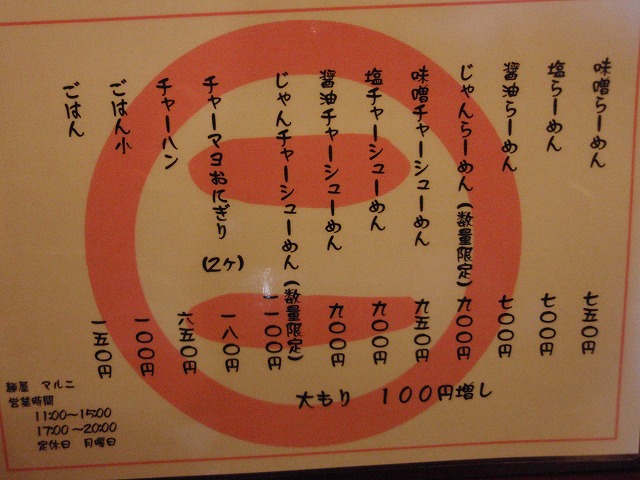 味噌らーめん 七五〇円
塩らーめん 七〇〇円
醤油らーめん 七〇〇円
じゃんらーめん(数量限定) 九〇〇円
味噌チャーシューめん 九五〇円
塩チャーシューめん 九〇〇円
醤油チャーシューめん 九〇〇円
じゃんチャーシューめん(数量限定) 一一〇〇円
チャーマヨおにぎり(2ヶ) 一八〇円
チャーハン 六五〇円
ごはん小 一〇〇円
ごはん 一五〇円
大もり 100円増し
麺屋 マルニ
営業時間
11:00~15:00
17:00~20:00
定休日 月曜日